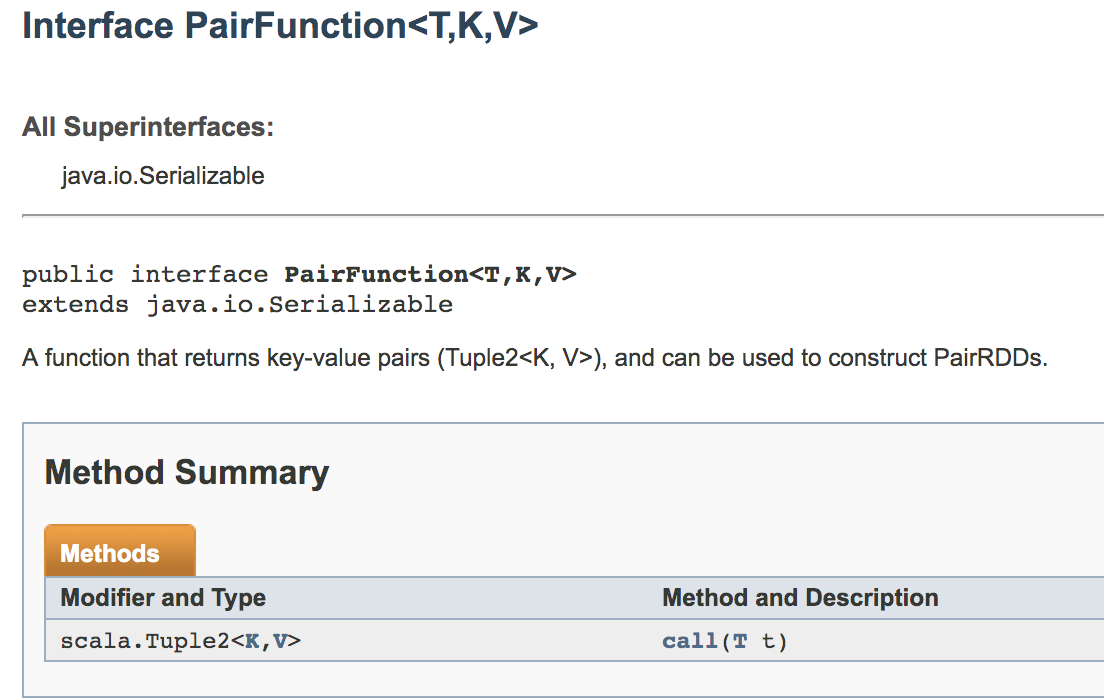 Interface PairFunction<T,K,V>
All Superinterfaces:
java.io.Serializable
public interface PairFunction<T,K,V>
extends java.io.Serializable
A function that returns key-value pairs (Tuple2<K, V>), and can be used to construct PairRDDs.
Method Summary
Methods
Modifier and Type Method and Description
scala.Tuple2<K,V> call(T t)